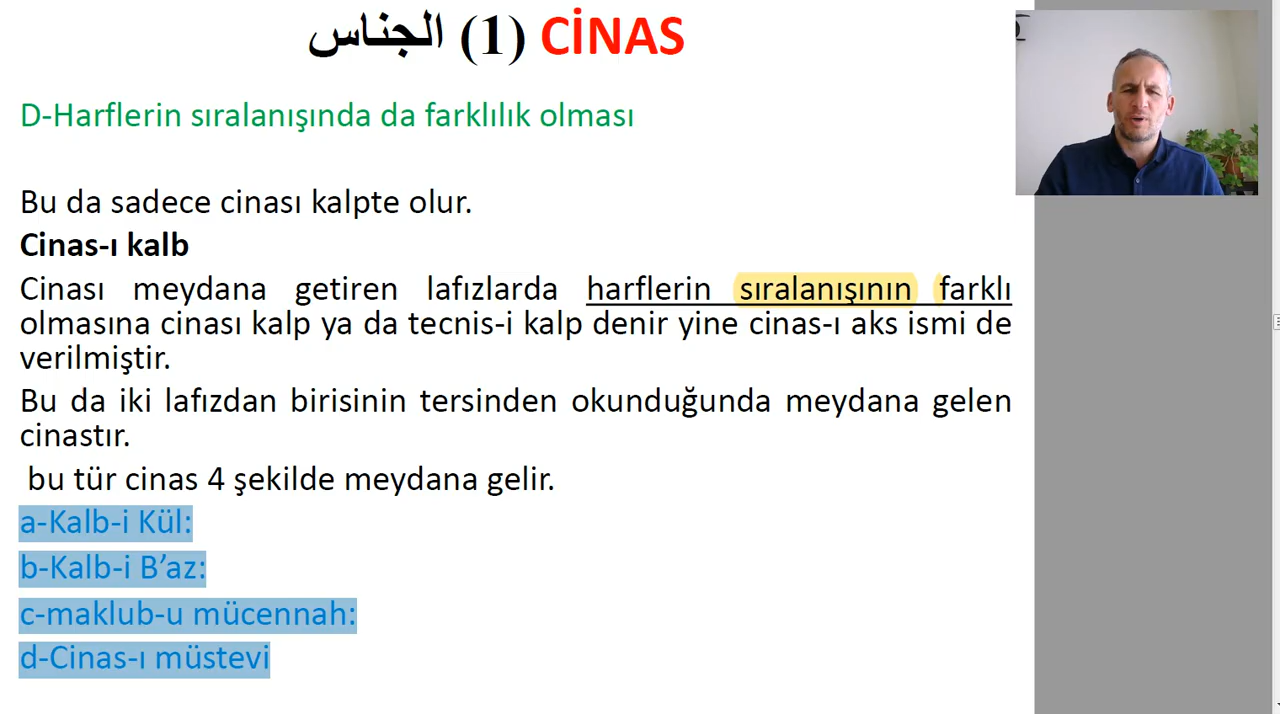 الجناس (1) CİNAS
D-Harflerin sıralanışında da farklılık olması
Bu da sadece cinası kalpte olur.
Cinas-ı kalb
Cinası meydana getiren lafızlarda harflerin sıralanışının farklı
olmasına cinası kalp ya da tecnis-i kalp denir yine cinas-ı aks ismi de
verilmiştir.
Bu da iki lafızdan birisinin tersinden okunduğunda meydana gelen
cinastır.
bu tür cinas 4 şekilde meydana gelir.
a-Kalb-i Kül:
b-Kalb-i B’az:
c-maklub-u mücennah:
d-Cinas-ı müstevi